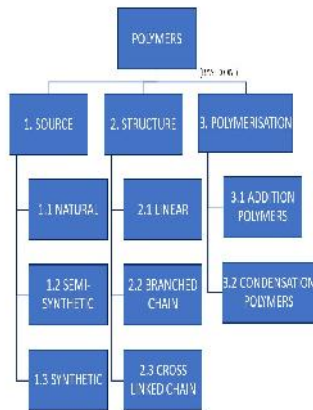 POLYMERS
1. SOURCE
2. STRUCTURE
3. POLYMERISATION
1.1 NATURAL
2.1 LINEAR
3.1 ADDITION
POLYMERS
1.2 SEMI-
SYNTHETIC
2.2 BRANCHED
CHAIN
3.2 CONDENSATION
POLYMERS
1.3 SYNTHETIC
2.3 CROSS
LINKED CHAIN